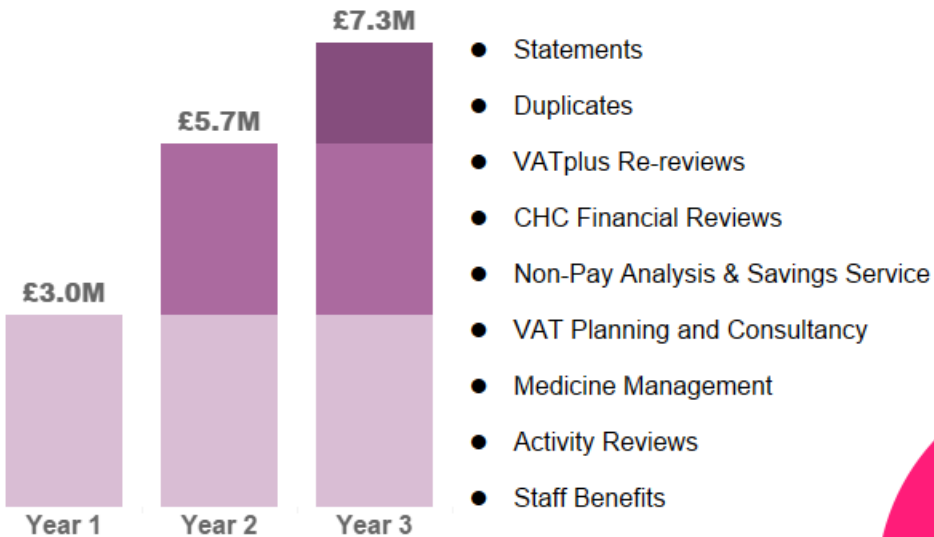 £7.3M
£5.7M
£3.0M
Year 1
Year 2
Year 3
● Statements
● Duplicates
● VATplus Re-reviews
● CHC Financial Reviews
● Non-Pay Analysis & Savings Service
● VAT Planning and Consultancy
● Medicine Management
● Activity Reviews
● Staff Benefits